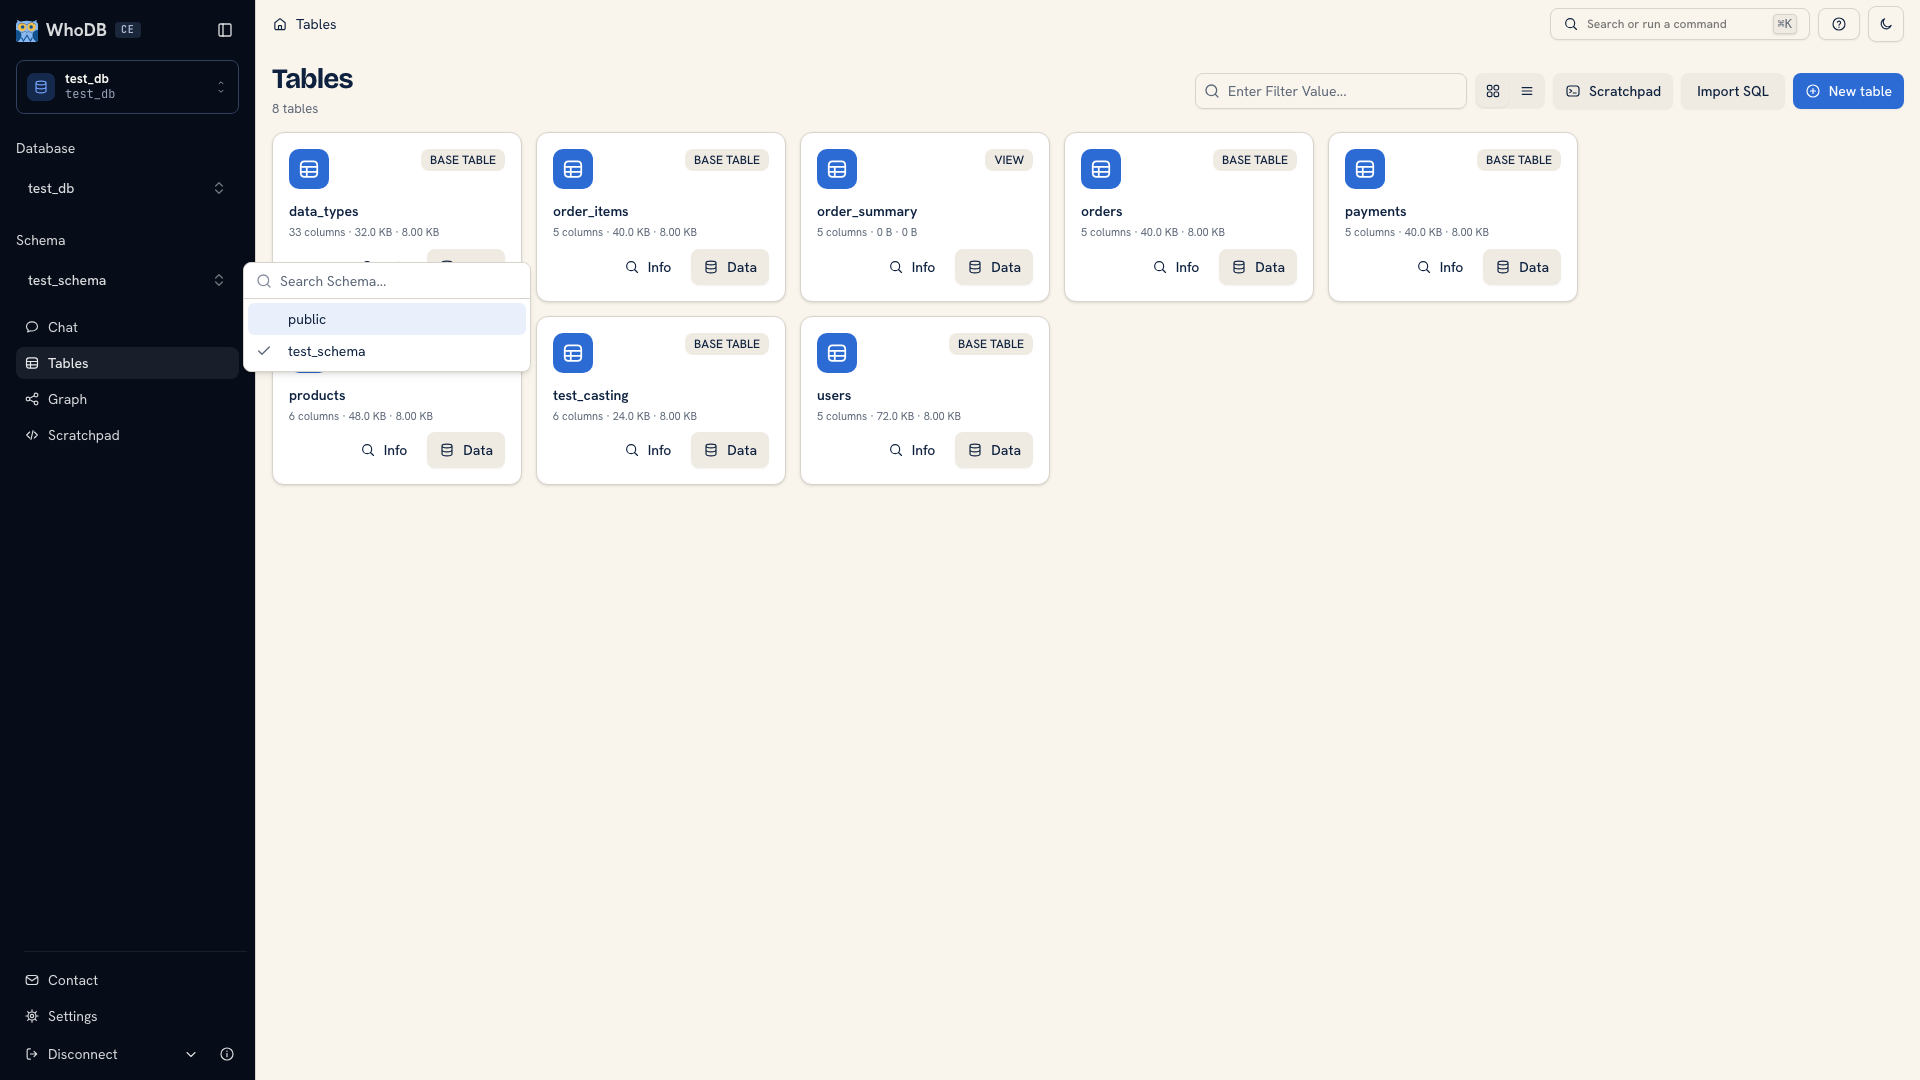 WhoDB CE
test_db
test_db
Database
test_db
Schema
test_schema
Chat
Tables
Graph
Scratchpad
Contact
Settings
Disconnect
Tables
Search or run a command ⌘K
Tables
8 tables
Enter Filter Value...
Scratchpad
Import SQL
New table
BASE TABLE
data_types
33 columns · 32.0 KB · 8.00 KB
BASE TABLE
order_items
5 columns · 40.0 KB · 8.00 KB
Info Data
VIEW
order_summary
5 columns · 0 B · 0 B
Info Data
BASE TABLE
orders
5 columns · 40.0 KB · 8.00 KB
Info Data
BASE TABLE
payments
5 columns · 40.0 KB · 8.00 KB
Info Data
Search Schema...
public
test_schema
products
6 columns · 48.0 KB · 8.00 KB
Info Data
BASE TABLE
test_casting
6 columns · 24.0 KB · 8.00 KB
Info Data
BASE TABLE
users
5 columns · 72.0 KB · 8.00 KB
Info Data